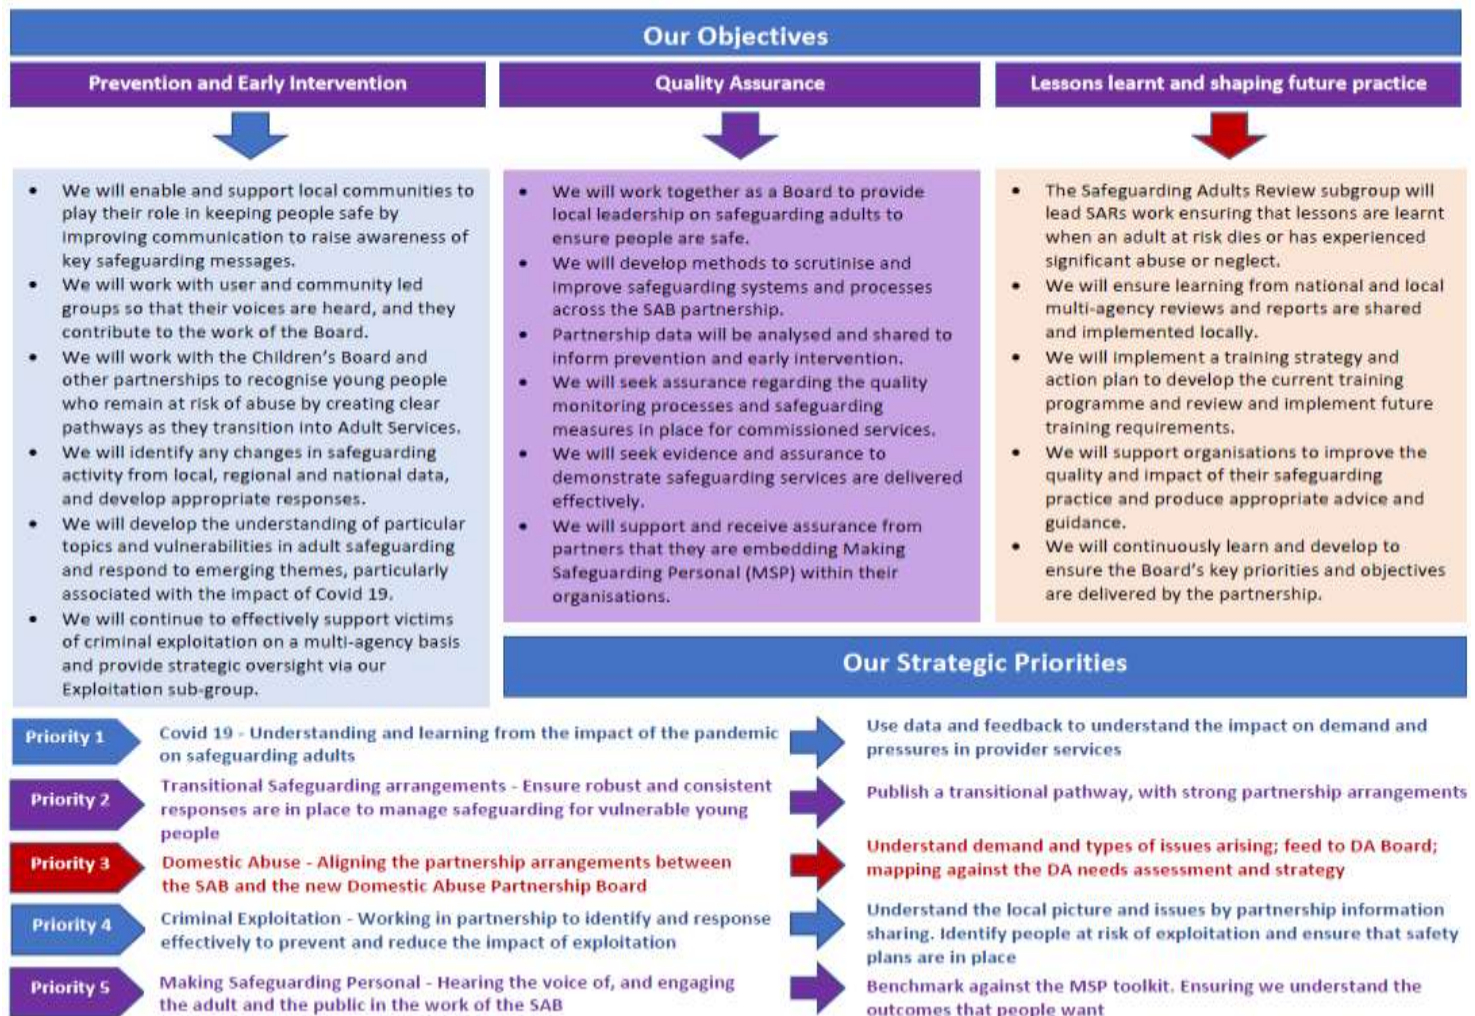 Our Objectives
Prevention and Early Intervention
Quality Assurance
Lessons learnt and shaping future practice
• We will enable and support local communities to
play their role in keeping people safe by
improving communication to raise awareness of
key safeguarding messages.
• We will work with user and community led
groups so that their voices are heard, and they
contribute to the work of the Board.
• We will work with the Children's Board and
other partnerships to recognise young people
who remain at risk of abuse by creating clear
pathways as they transition into Adult Services.
• We will identify any changes in safeguarding
activity from local, regional and national data,
and develop appropriate responses.
• We will develop the understanding of particular
topics and vulnerabilities in adult safeguarding
and respond to emerging themes, particularly
associated with the impact of Covid 19.
• We will continue to effectively support victims
of criminal exploitation on a multi-agency basis
and provide strategic oversight via our
Exploitation sub-group.
• We will work together as a Board to provide
local leadership on safeguarding adults to
ensure people are safe.
• We will develop methods to scrutinise and
improve safeguarding systems and processes
across the SAB partnership.
• Partnership data will be analysed and shared to
inform prevention and early intervention.
• We will seek assurance regarding the quality
monitoring processes and safeguarding
measures in place for commissioned services.
• We will seek evidence and assurance to
demonstrate safeguarding services are delivered
effectively.
• We will support and receive assurance from
partners that they are embedding Making
Safeguarding Personal (MSP) within their
organisations.
• The Safeguarding Adults Review subgroup will
lead SARs work ensuring that lessons are learnt
when an adult at risk dies or has experienced
significant abuse or neglect.
• We will ensure learning from national and local
multi-agency reviews and reports are shared
and implemented locally.
• We will implement a training strategy and
action plan to develop the current training
programme and review and implement future
training requirements.
• We will support organisations to improve the
quality and impact of their safeguarding
practice and produce appropriate advice and
guidance.
• We will continuously learn and develop to
ensure the Board's key priorities and objectives
are delivered by the partnership.
Our Strategic Priorities
Priority 1
Covid 19 - Understanding and learning from the impact of the pandemic
on safeguarding adults
Use data and feedback to understand the impact on demand and
pressures in provider services
Priority 2
Transitional Safeguarding arrangements - Ensure robust and consistent
responses are in place to manage safeguarding for vulnerable young
people
Publish a transitional pathway, with strong partnership arrangements
Priority 3
Domestic Abuse - Aligning the partnership arrangements between
the SAB and the new Domestic Abuse Partnership Board
Understand demand and types of issues arising; feed to DA Board;
mapping against the DA needs assessment and strategy
Priority 4
Criminal Exploitation - Working in partnership to identify and response
effectively to prevent and reduce the impact of exploitation
Understand the local picture and issues by partnership information
sharing. Identify people at risk of exploitation and ensure that safety
plans are in place
Priority 5
Making Safeguarding Personal - Hearing the voice of, and engaging
the adult and the public in the work of the SAB
Benchmark against the MSP toolkit. Ensuring we understand the
outcomes that people want